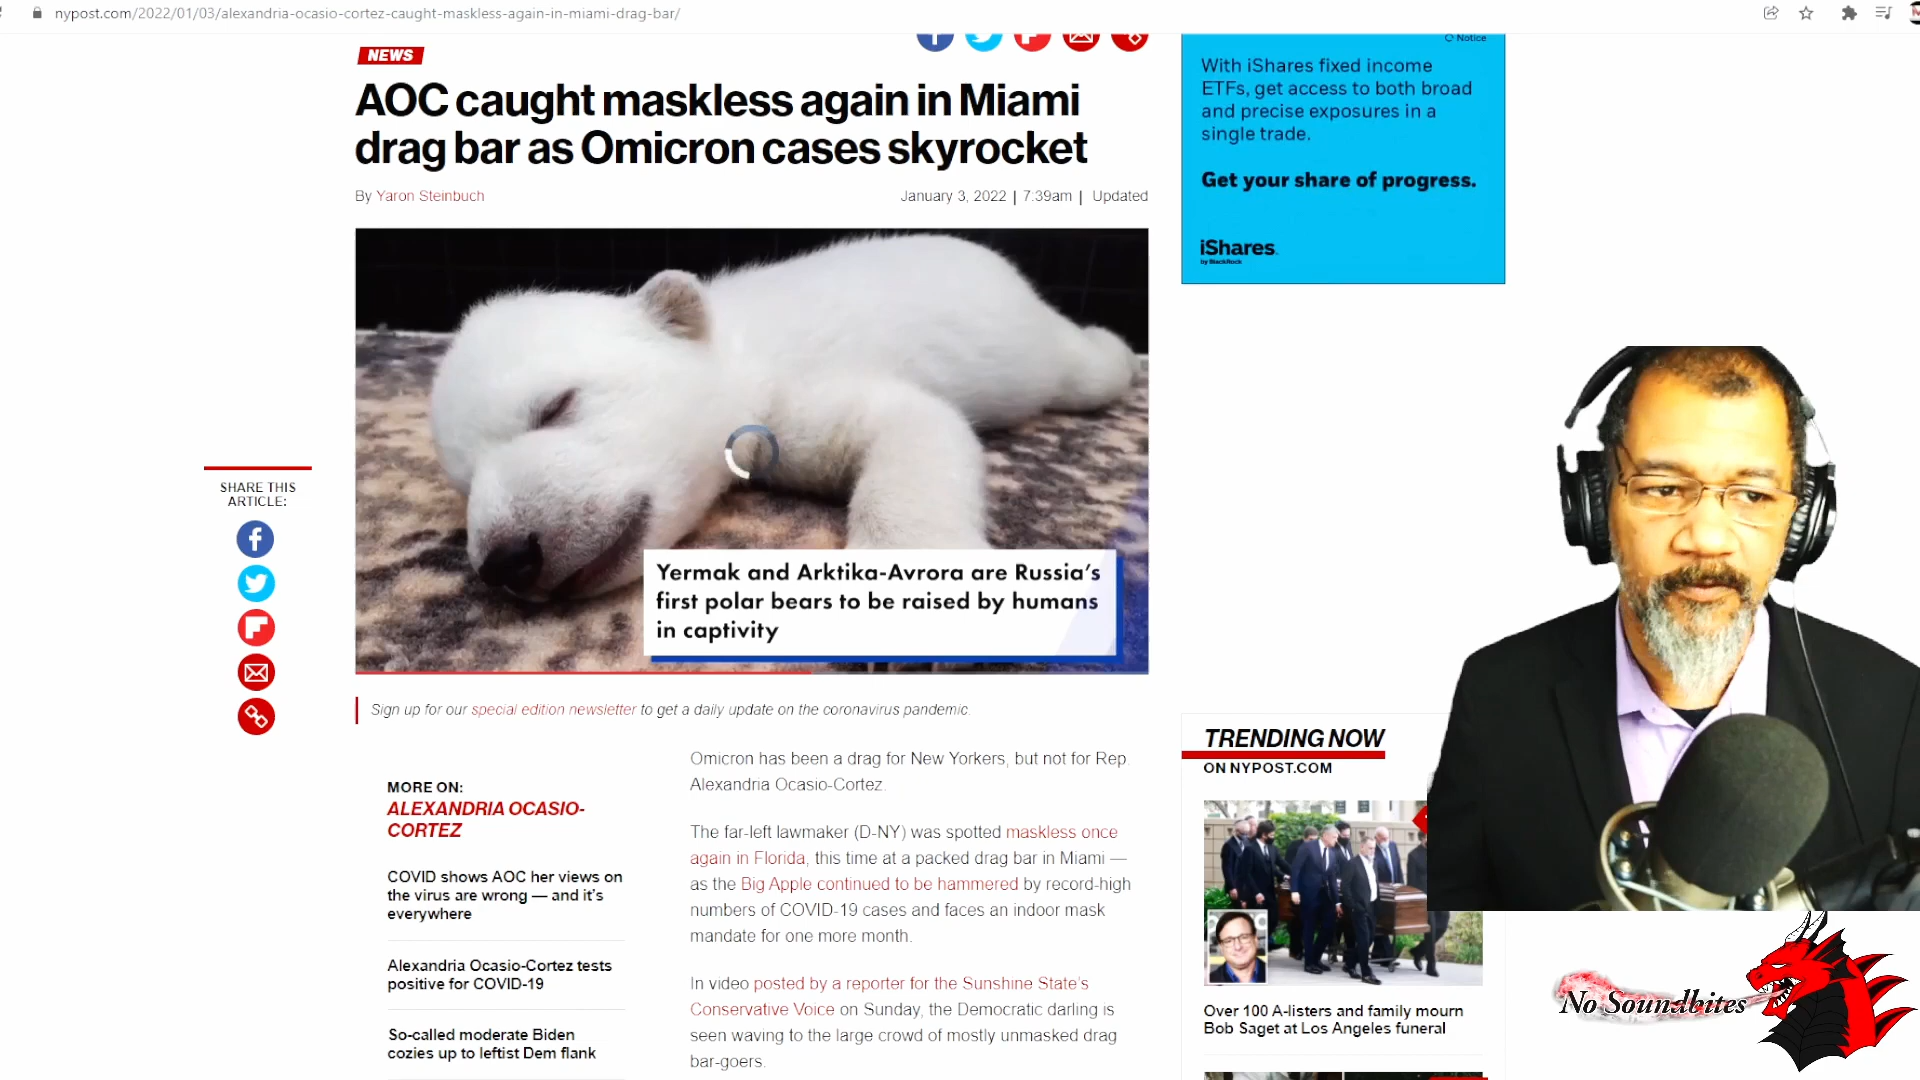 nypost.com/2022/01/03/alexandria-ocasio-cortez-caught-maskless-again-in-miami-drag-bar/
NEWS
AOC caught maskless again in Miami
drag bar as Omicron cases skyrocket
By Yaron Steinbuch
January 3, 2022 | 7:39am | Updated
Notice
With iShares fixed income
ETFs, get access to both broad
and precise exposures in a
single trade.
Get your share of progress.
iShares.
by BlackRock
SHARE THIS
ARTICLE:
Yermak and Arktika-Avrora are Russia's
first polar bears to be raised by humans
in captivity
Sign up for our special edition newsletter to get a daily update on the coronavirus pandemic.
MORE ON:
ALEXANDRIA OCASIO-
CORTEZ
COVID shows AOC her views on
the virus are wrong — and it's
everywhere
Alexandria Ocasio-Cortez tests
positive for COVID-19
So-called moderate Biden
cozies up to leftist Dem flank
Omicron has been a drag for New Yorkers, but not for Rep.
Alexandria Ocasio-Cortez.
The far-left lawmaker (D-NY) was spotted maskless once
again in Florida, this time at a packed drag bar in Miami —
as the Big Apple continued to be hammered by record-high
numbers of COVID-19 cases and faces an indoor mask
mandate for one more month.
In video posted by a reporter for the Sunshine State's
Conservative Voice on Sunday, the Democratic darling is
seen waving to the large crowd of mostly unmasked drag
bar-goers.
TRENDING NOW
ON NYPOST.COM
Over 100 A-listers and family mourn
Bob Saget at Los Angeles funeral
No Soundbites